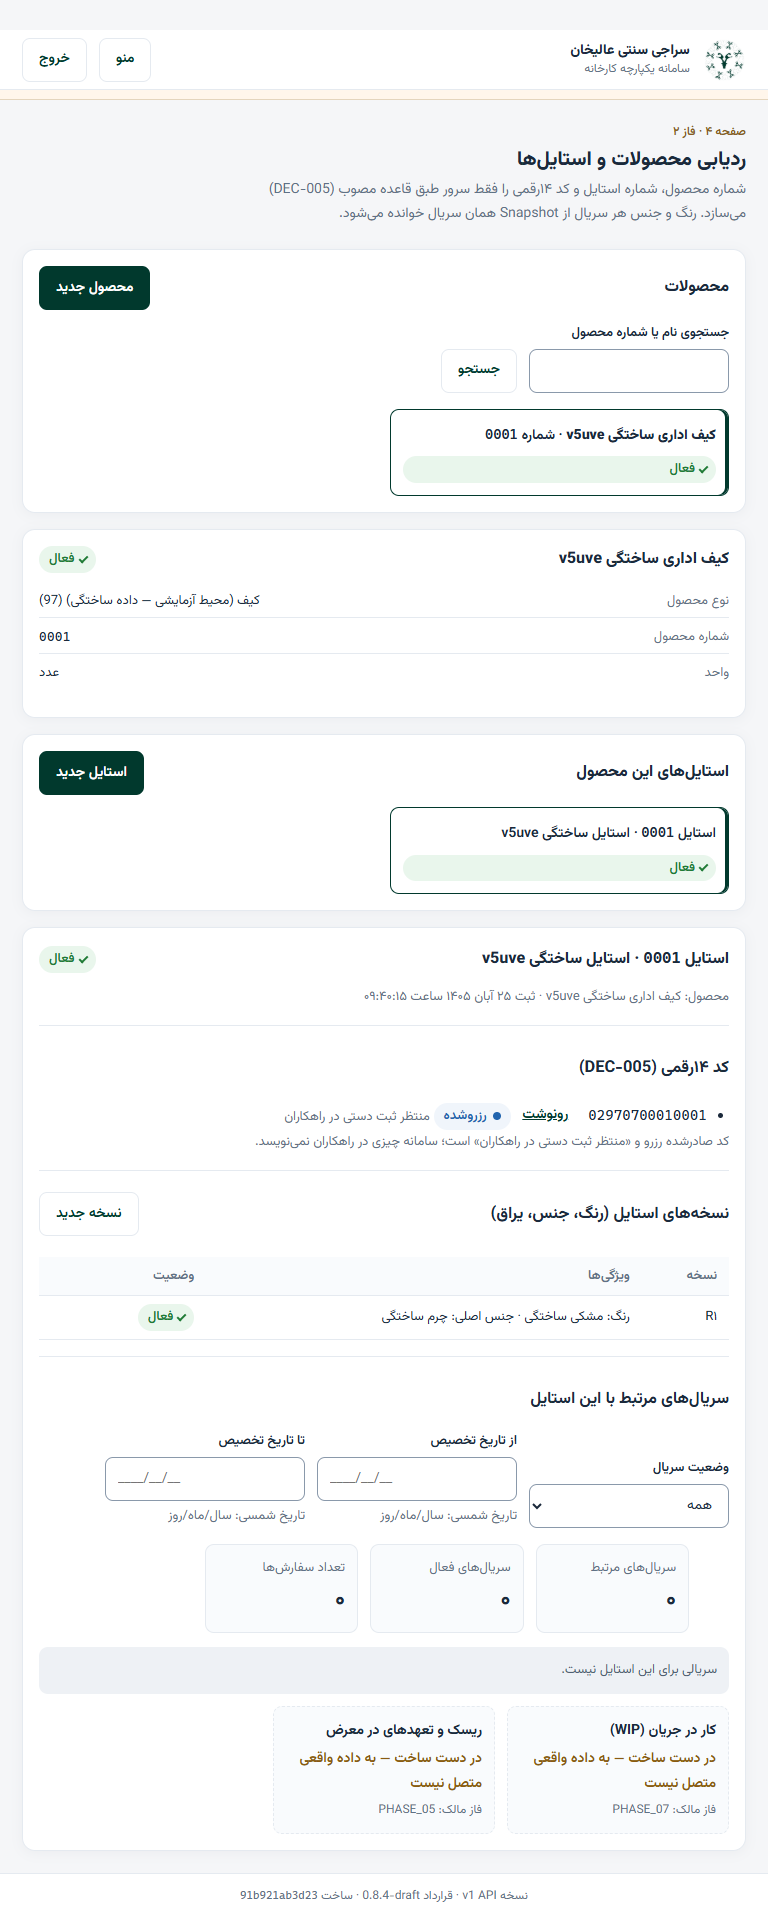 سراجی سنتی عالیخان
سامانه یکپارچه کارخانه
منو
خروج
صفحه ۴ · فاز ۲
ردیابی محصولات و استایل‌ها
شماره محصول، شماره استایل و کد ۱۴رقمی را فقط سرور طبق قاعده مصوب (DEC-005)
می‌سازد. رنگ و جنس هر سریال از Snapshot همان سریال خوانده می‌شود.
محصولات
محصول جدید
جستجوی نام یا شماره محصول
جستجو
کیف اداری ساختگی v5uve · شماره 0001
✓ فعال
کیف اداری ساختگی v5uve
✓ فعال
نوع محصول
کیف (محیط آزمایشی — داده ساختگی) (97)
شماره محصول
0001
واحد
عدد
استایل‌های این محصول
استایل جدید
استایل 0001 · استایل ساختگی v5uve
✓ فعال
استایل 0001 · استایل ساختگی v5uve
✓ فعال
محصول: کیف اداری ساختگی v5uve · ثبت ۲۵ آبان ۱۴۰۵ ساعت ۰۹:۴۰:۱۵
کد ۱۴رقمی (DEC-005)
• 02970700010001 رونوشت رزروشده منتظر ثبت دستی در راهکاران
کد صادرشده رزرو و «منتظر ثبت دستی در راهکاران» است؛ سامانه چیزی در راهکاران نمی‌نویسد.
نسخه‌های استایل (رنگ، جنس، یراق)
نسخه جدید
نسخه ویژگی‌ها وضعیت
R۱ رنگ: مشکی ساختگی · جنس اصلی: چرم ساختگی ✓ فعال
سریال‌های مرتبط با این استایل
وضعیت سریال
همه
از تاریخ تخصیص
____/__/__
تاریخ شمسی: سال/ماه/روز
تا تاریخ تخصیص
____/__/__
تاریخ شمسی: سال/ماه/روز
سریال‌های مرتبط
۰
سریال‌های فعال
۰
تعداد سفارش‌ها
۰
سریالی برای این استایل نیست.
کار در جریان (WIP)
در دست ساخت — به داده واقعی
متصل نیست
فاز مالک: PHASE_07
ریسک و تعهدهای در معرض
در دست ساخت — به داده واقعی
متصل نیست
فاز مالک: PHASE_05
نسخه v1 API · قرارداد 0.8.4-draft · ساخت 91b921ab3d23